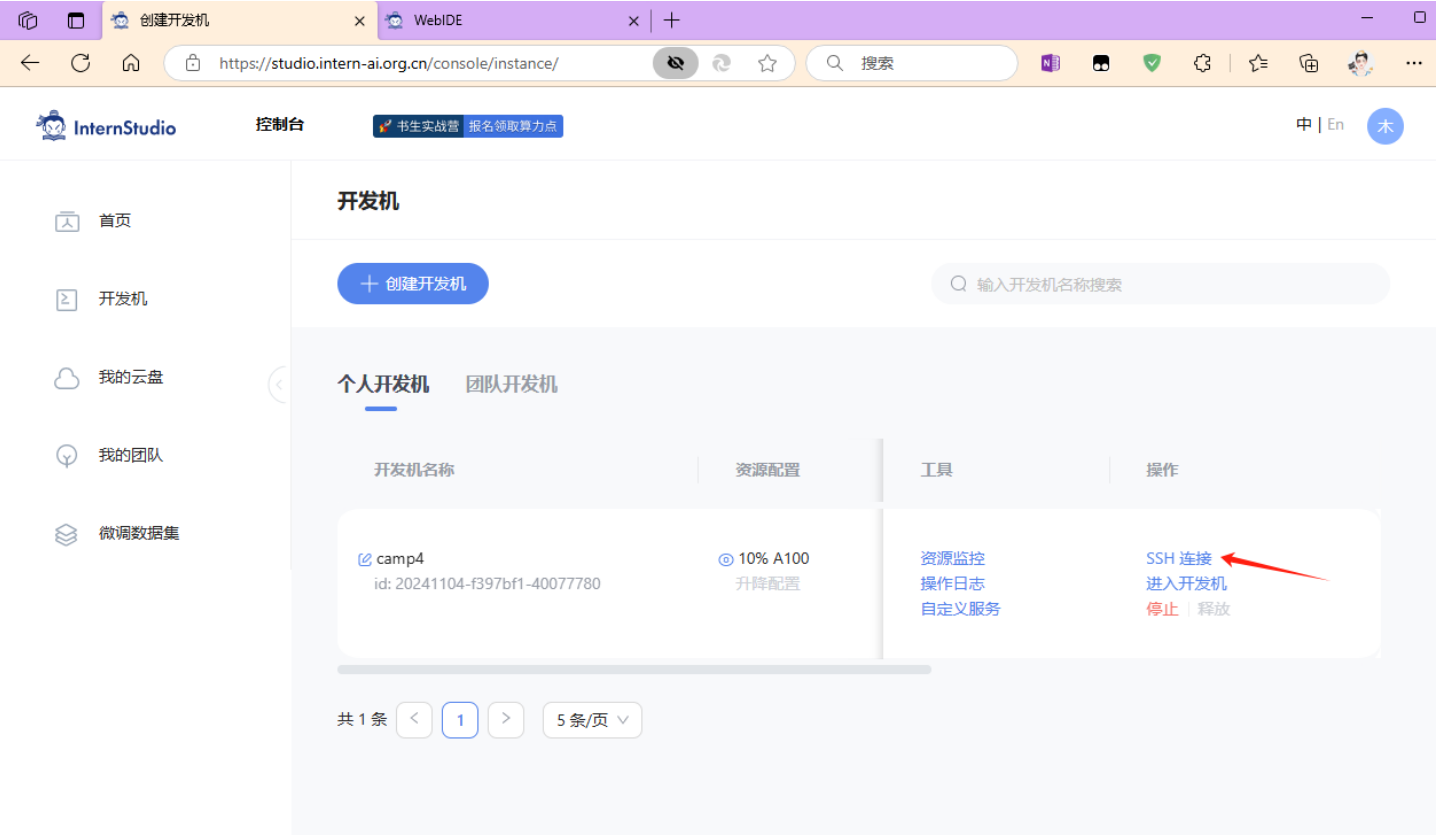 创建开发机
WebIDE
https://studio.intern-ai.org.cn/console/instance/
搜索
InternStudio
控制台
书生实战营 报名领取算力点
中 | En
木
首页
开发机
我的云盘
我的团队
微调数据集
开发机
创建开发机
输入开发机名称搜索
个人开发机 团队开发机
开发机名称 资源配置 工具 操作
camp4 10% A100 资源监控 SSH 连接
id: 20241104-f397bf1-40077780 升降配置 操作日志 进入开发机
自定义服务 停止 | 释放
共 1 条 < 1 > 5 条/页